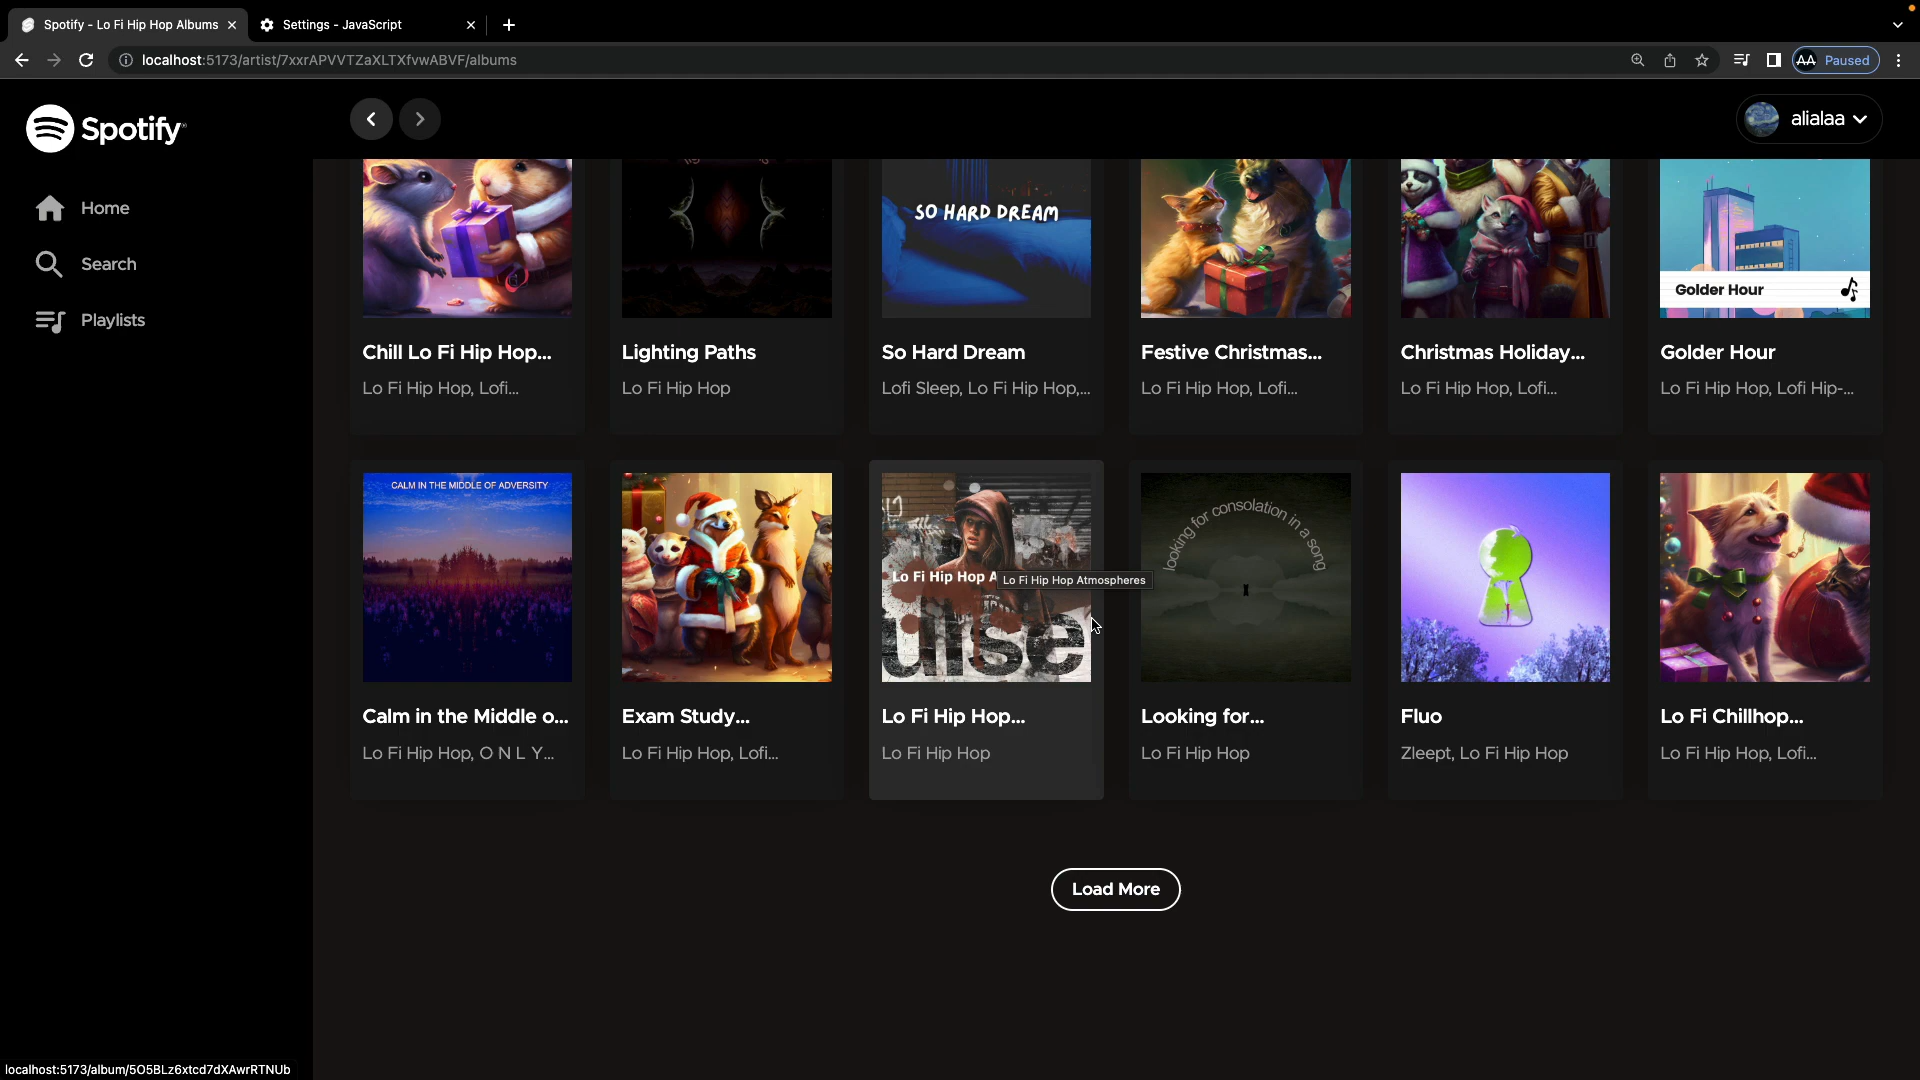 Spotify - Lo Fi Hip Hop Albums
Settings - JavaScript
localhost:5173/artist/7xxrAPVVTZaXLTXfvwABVF/albums
AA Paused
Spotify
alialaa
Home
Search
Playlists
SO HARD DREAM
Golder Hour
Chill Lo Fi Hip Hop...
Lighting Paths
So Hard Dream
Festive Christmas...
Christmas Holiday...
Golder Hour
Lo Fi Hip Hop, Lofi...
Lo Fi Hip Hop
Lofi Sleep, Lo Fi Hip Hop,...
Lo Fi Hip Hop, Lofi...
Lo Fi Hip Hop, Lofi...
Lo Fi Hip Hop, Lofi Hip-...
CALM IN THE MIDDLE OF ADVERSITY
Lo Fi Hip Hop A
Lo Fi Hip Hop Atmospheres
ulse
looking for consolation in a song
Calm in the Middle o...
Exam Study...
Lo Fi Hip Hop...
Looking for...
Fluo
Lo Fi Chillhop...
Lo Fi Hip Hop, O N L Y...
Lo Fi Hip Hop, Lofi...
Lo Fi Hip Hop
Lo Fi Hip Hop
Zleept, Lo Fi Hip Hop
Lo Fi Hip Hop, Lofi...
Load More
localhost:5173/album/5O5BLz6xtcd7dXAwrRTNUb